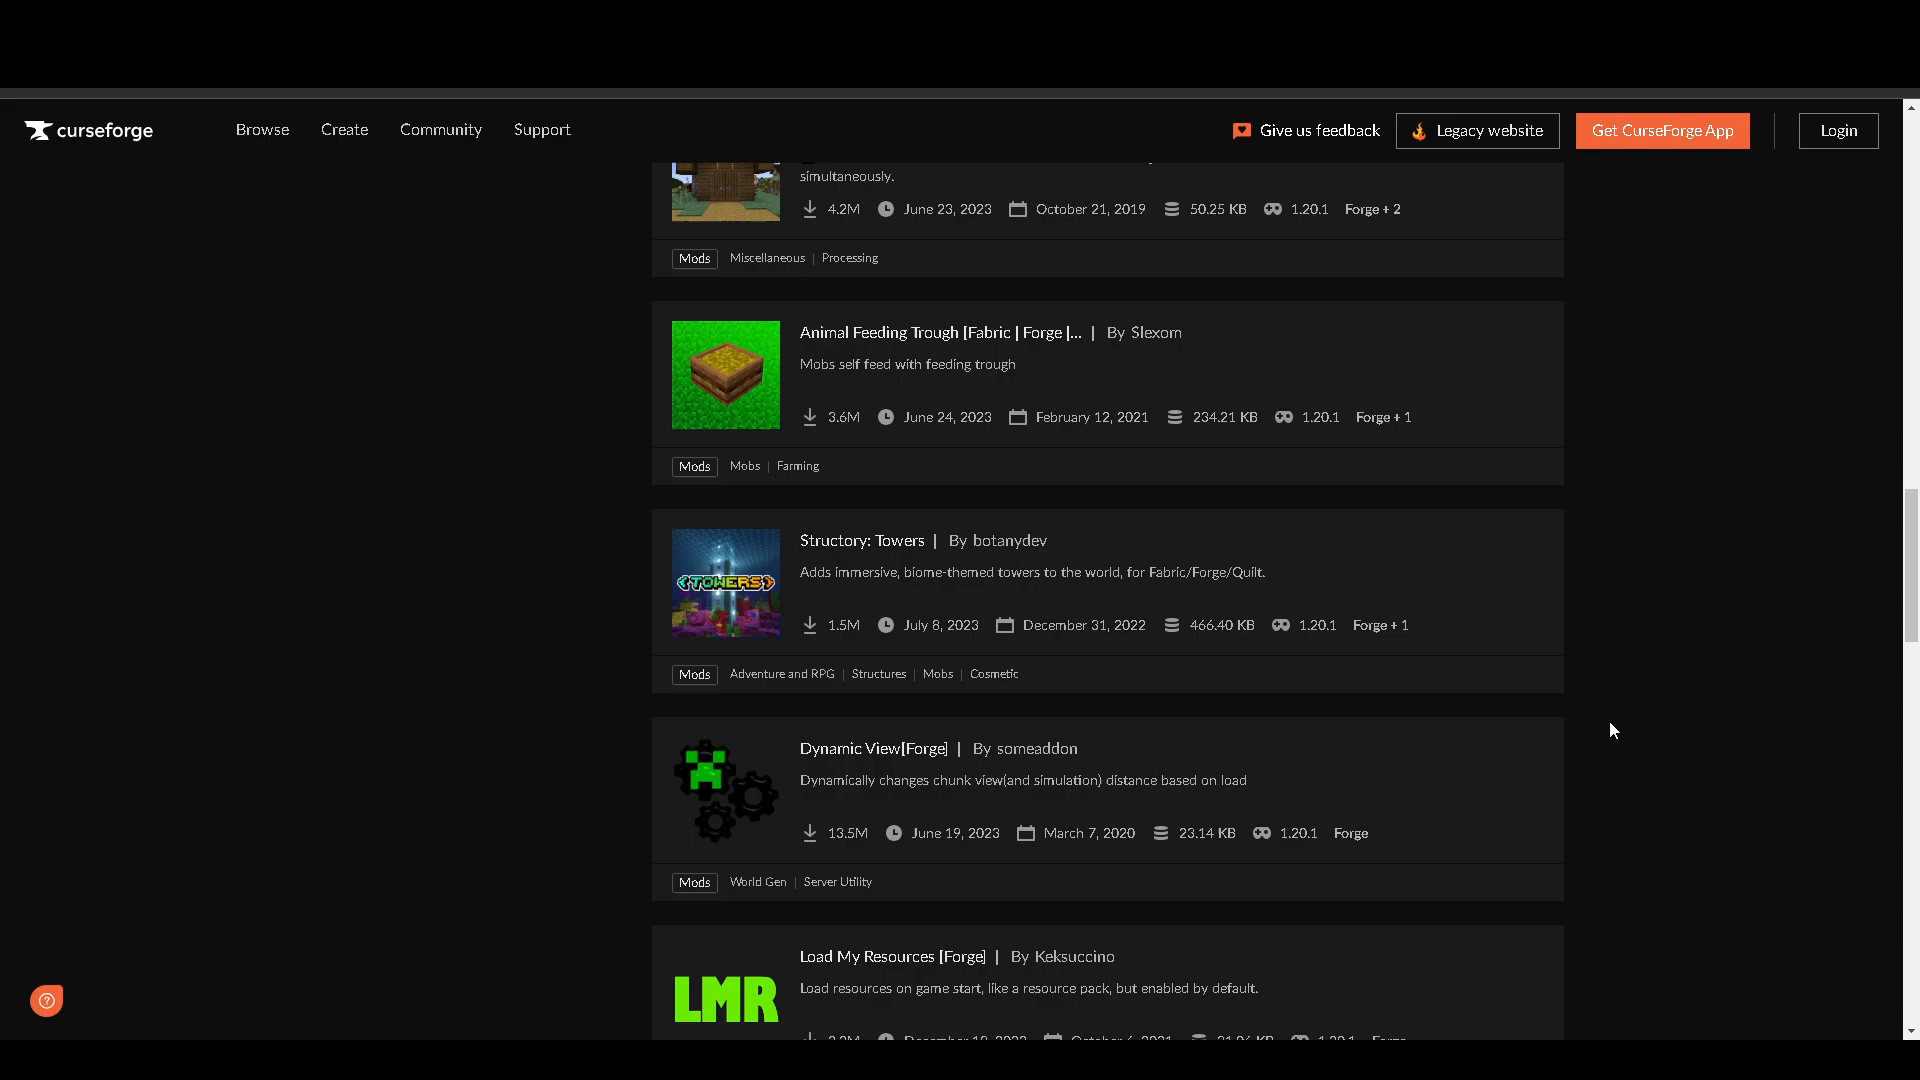 curseforge Browse Create Community Support Give us feedback Legacy website Get CurseForge App Login
simultaneously.
4.2M June 23, 2023 October 21, 2019 50.25 KB 1.20.1 Forge + 2
Mods Miscellaneous | Processing
Animal Feeding Trough [Fabric | Forge |... | By Slexom
Mobs self feed with feeding trough
3.6M June 24, 2023 February 12, 2021 234.21 KB 1.20.1 Forge + 1
Mods Mobs | Farming
Structory: Towers | By botanydev
<TOWERS>
Adds immersive, biome-themed towers to the world, for Fabric/Forge/Quilt.
1.5M July 8, 2023 December 31, 2022 466.40 KB 1.20.1 Forge + 1
Mods Adventure and RPG | Structures | Mobs | Cosmetic
Dynamic View[Forge] | By someaddon
Dynamically changes chunk view(and simulation) distance based on load
13.5M June 19, 2023 March 7, 2020 23.14 KB 1.20.1 Forge
Mods World Gen | Server Utility
Load My Resources [Forge] | By Keksuccino
LMR
Load resources on game start, like a resource pack, but enabled by default.